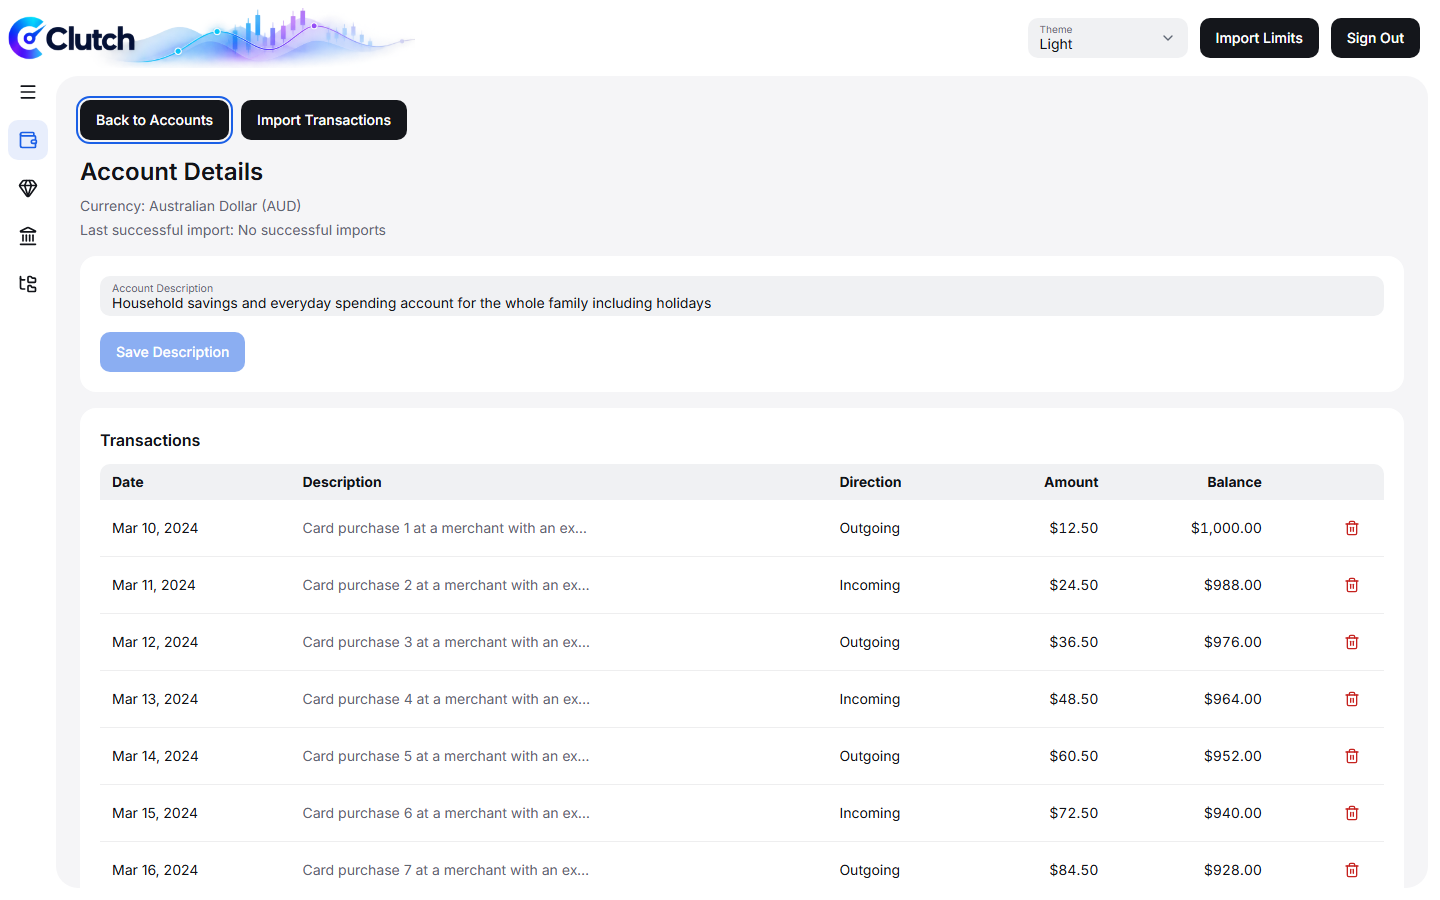 Clutch
Theme
Light
Import Limits
Sign Out
Back to Accounts
Import Transactions
Account Details
Currency: Australian Dollar (AUD)
Last successful import: No successful imports
Account Description
Household savings and everyday spending account for the whole family including holidays
Save Description
Transactions
Date Description Direction Amount Balance
Mar 10, 2024 Card purchase 1 at a merchant with an ex... Outgoing $12.50 $1,000.00
Mar 11, 2024 Card purchase 2 at a merchant with an ex... Incoming $24.50 $988.00
Mar 12, 2024 Card purchase 3 at a merchant with an ex... Outgoing $36.50 $976.00
Mar 13, 2024 Card purchase 4 at a merchant with an ex... Incoming $48.50 $964.00
Mar 14, 2024 Card purchase 5 at a merchant with an ex... Outgoing $60.50 $952.00
Mar 15, 2024 Card purchase 6 at a merchant with an ex... Incoming $72.50 $940.00
Mar 16, 2024 Card purchase 7 at a merchant with an ex... Outgoing $84.50 $928.00